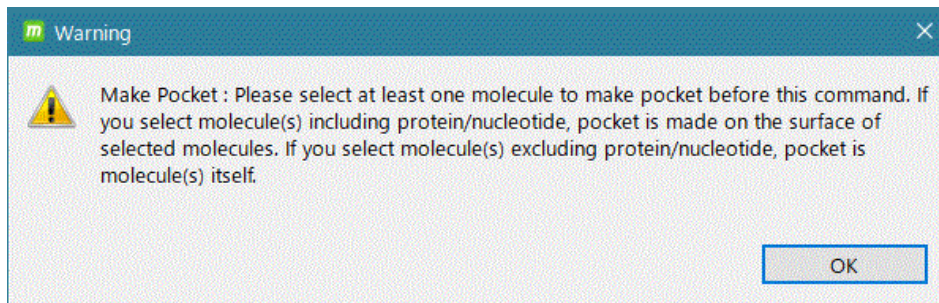 m Warning
Make Pocket : Please select at least one molecule to make pocket before this command. If
you select molecule(s) including protein/nucleotide, pocket is made on the surface of
selected molecules. If you select molecule(s) excluding protein/nucleotide, pocket is
molecule(s) itself.
OK